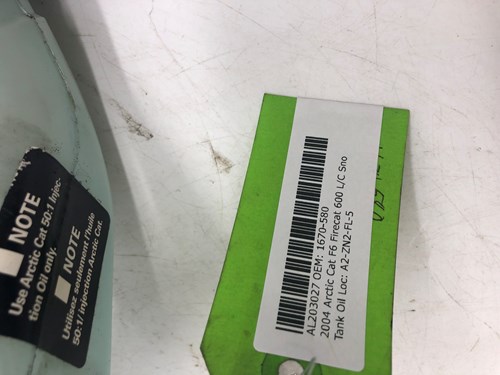 NOTE
Use Arctic Cat 50:1 Injec-
tion Oil only.
NOTE
Utilisez seulement l'huile
50:1/ injection Arctic Cat.
AL203027 OEM: 1670-580
2004 Arctic Cat F6 Firecat 600 L/C Sno
Tank Oil Loc: A2-ZN2-FL-5